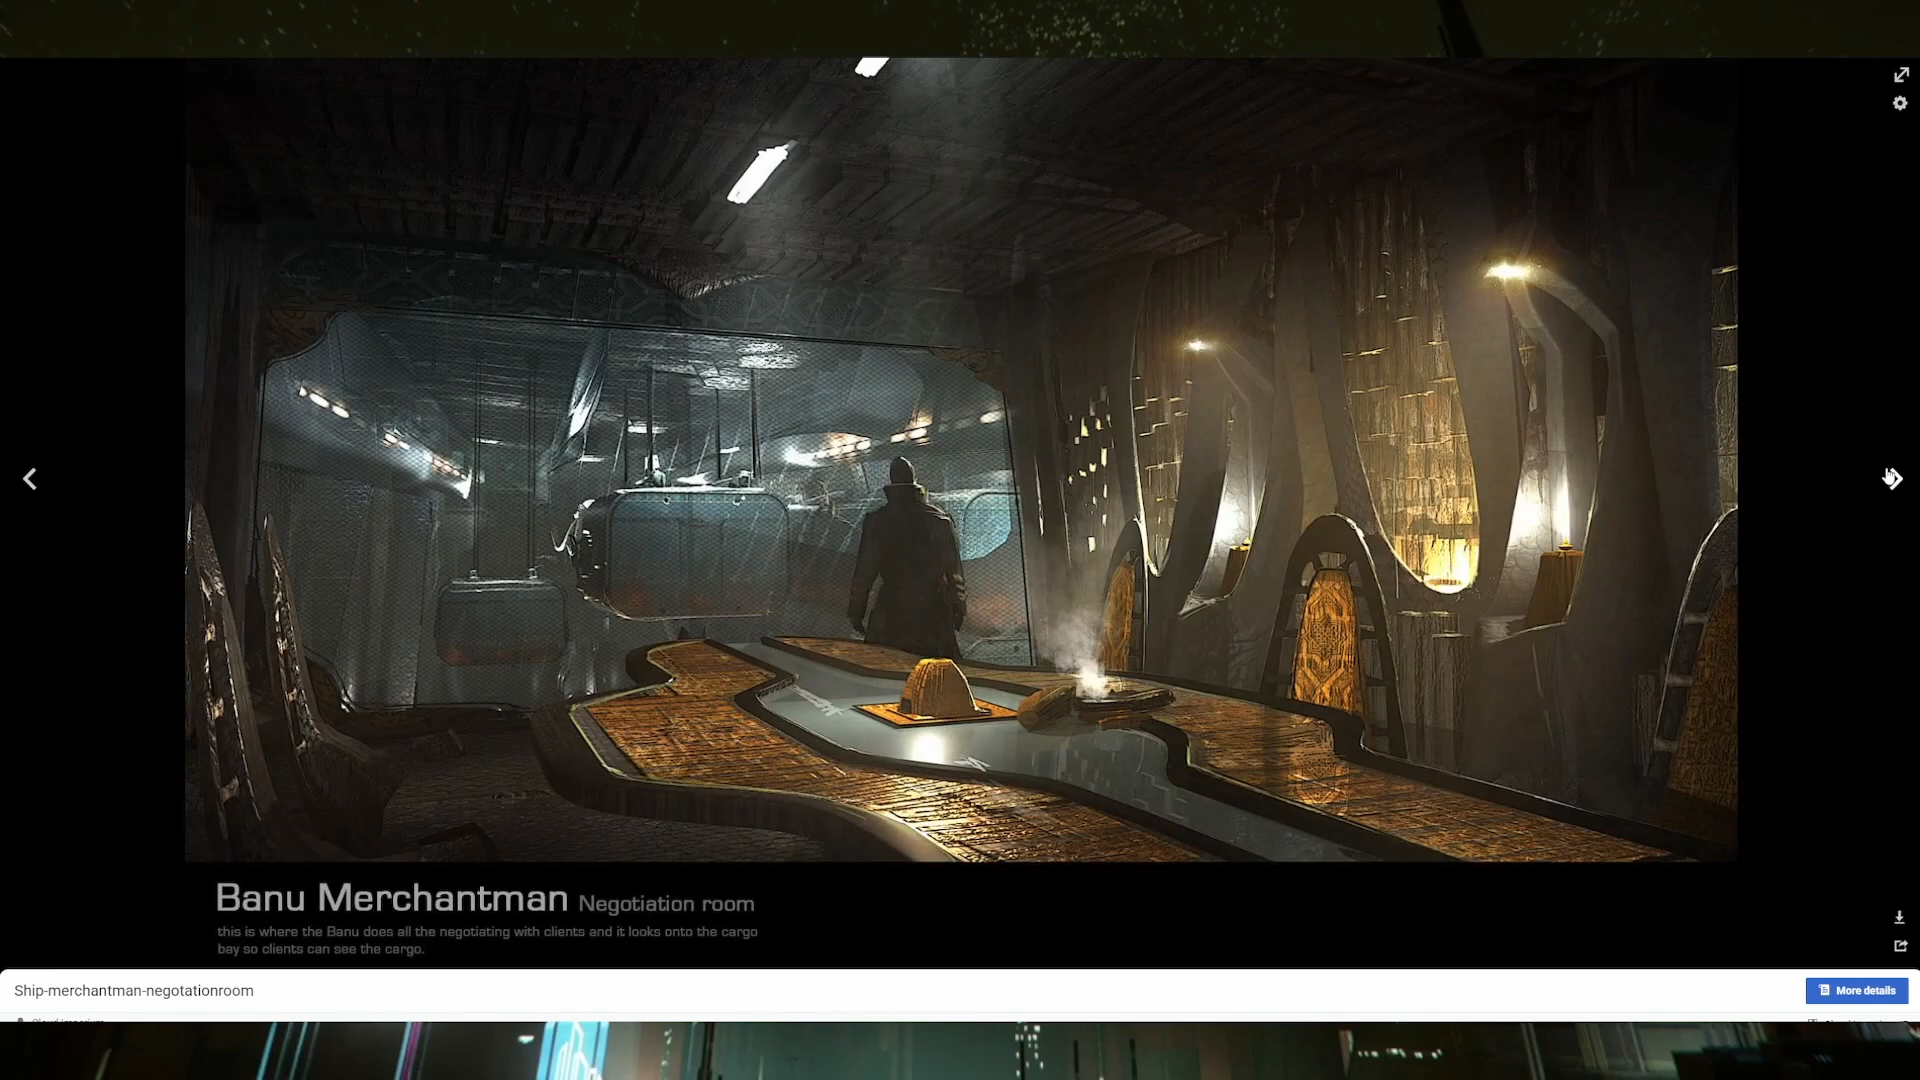 Banu Merchantman Negotiation room
this is where the Banu does all the negotiating with clients and it looks onto the cargo
bay so clients can see the cargo.
Ship-merchantman-negotationroom
More details